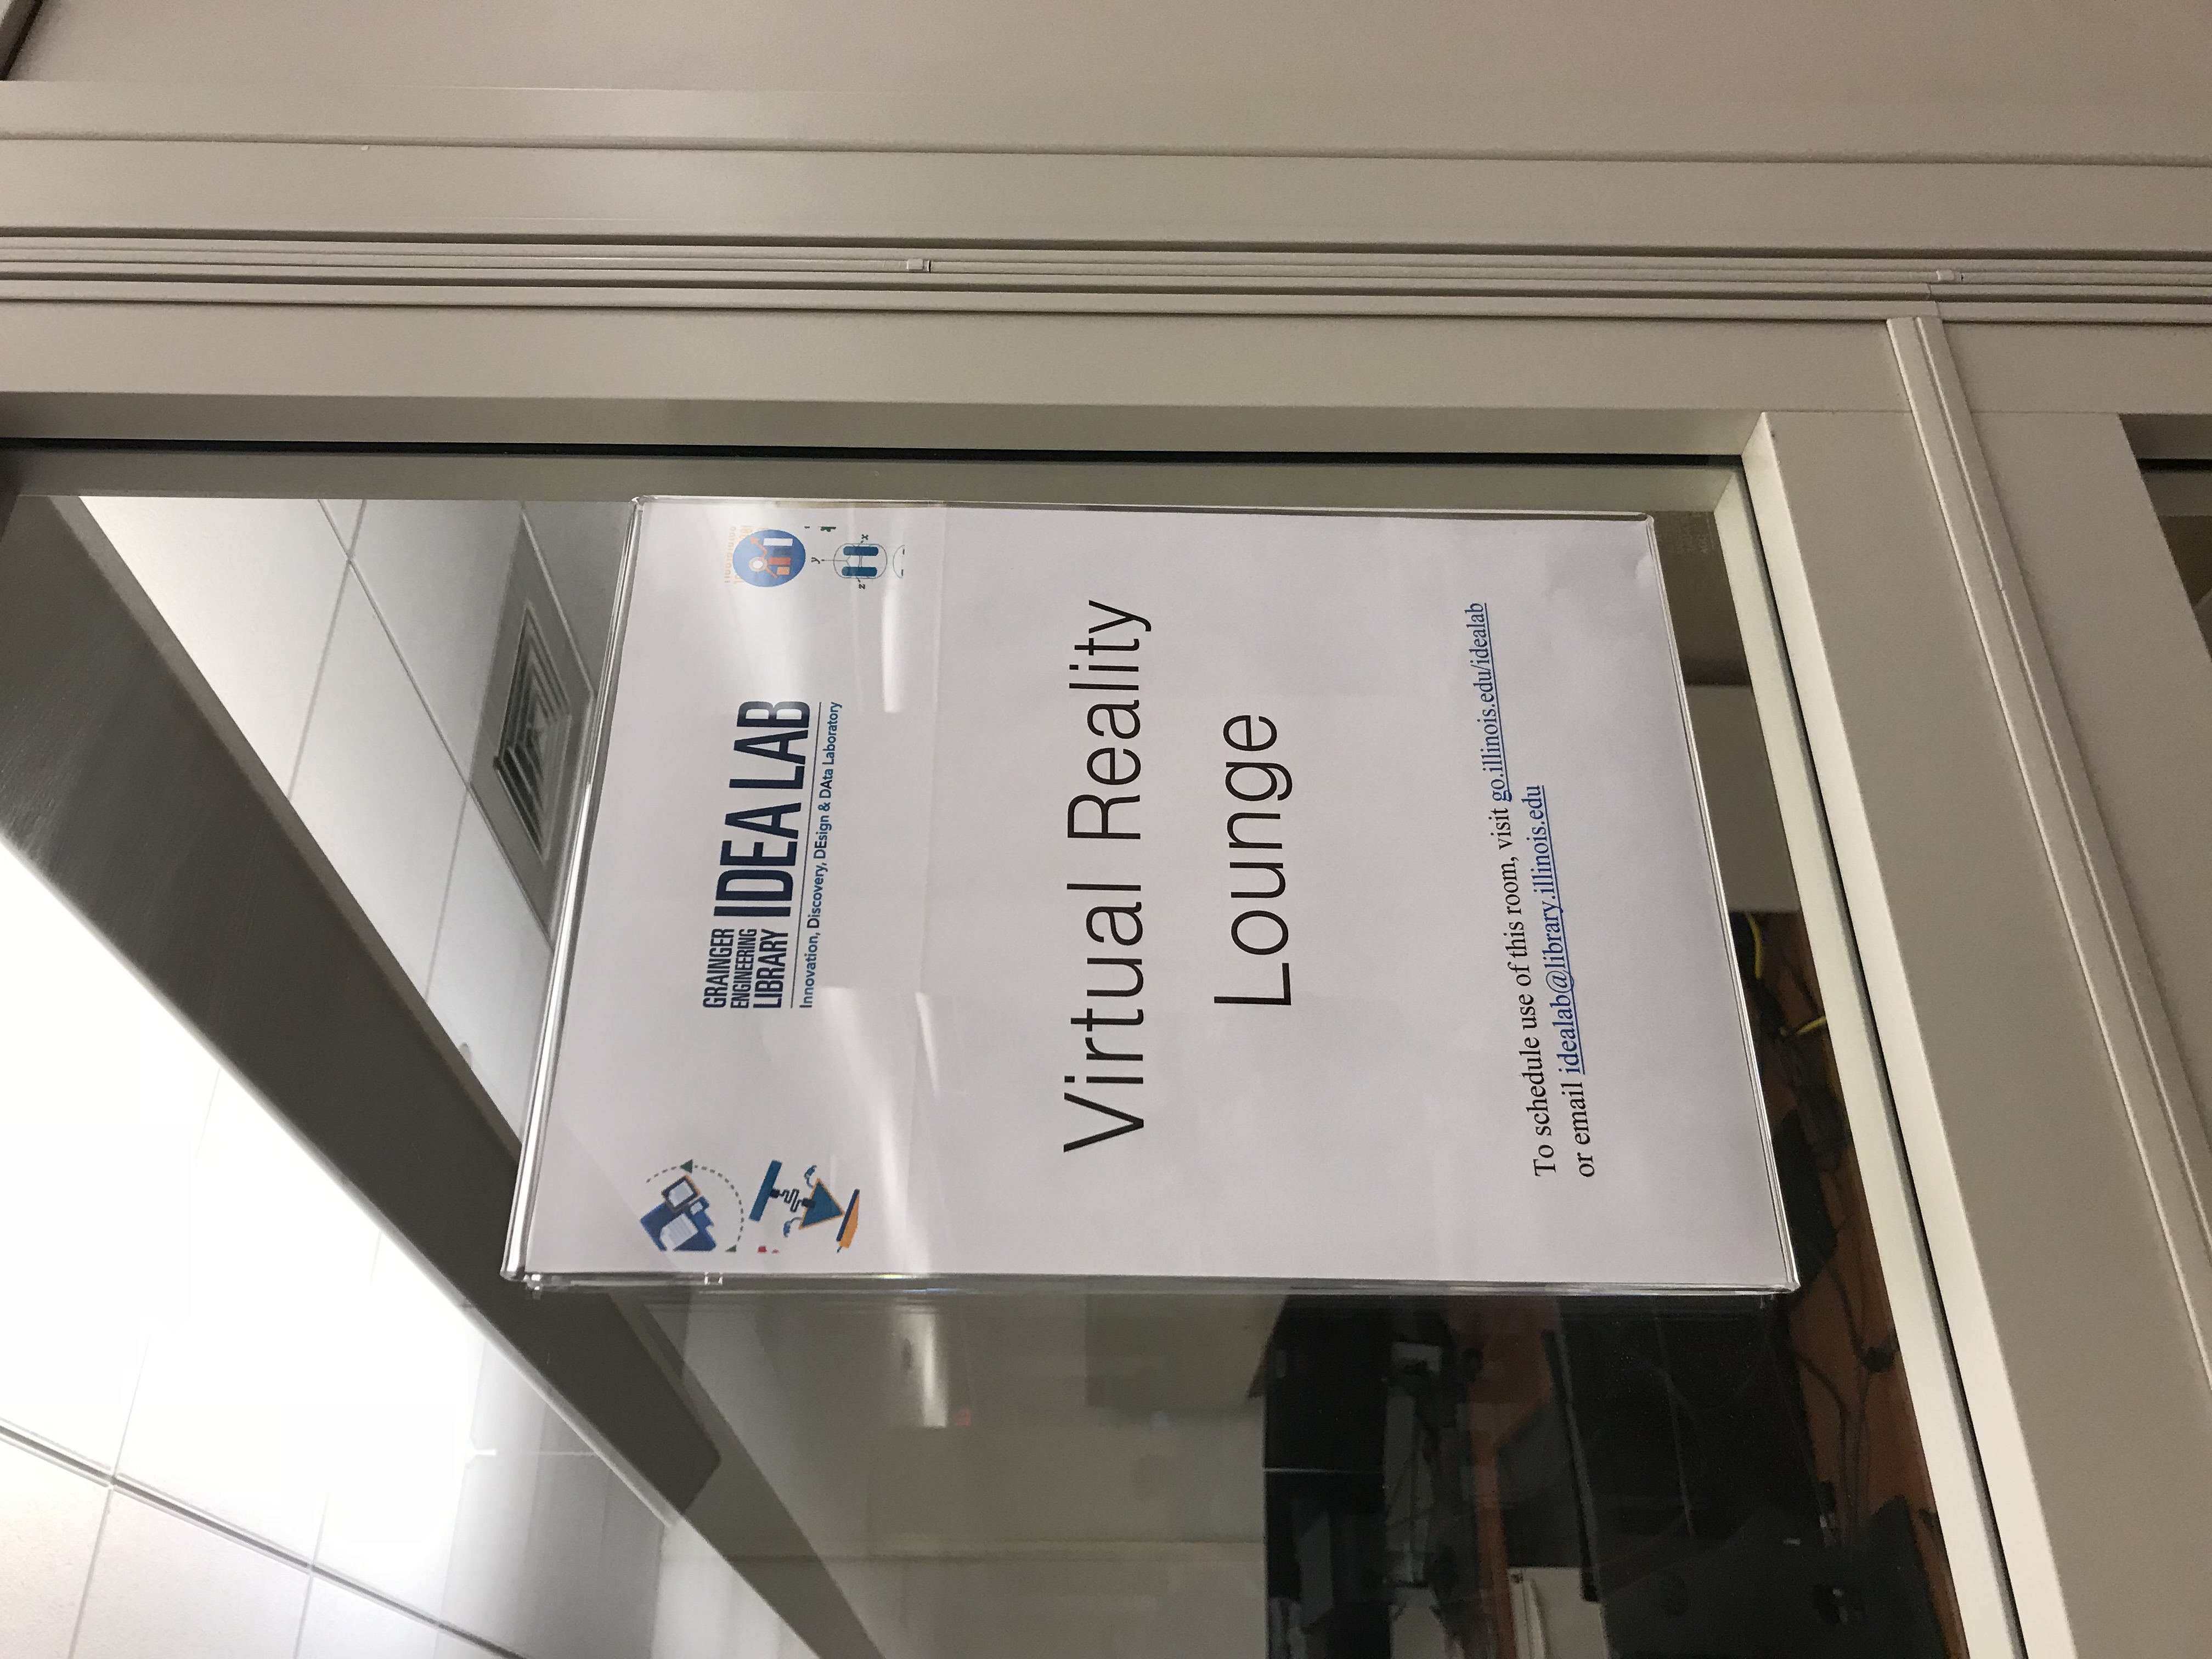 GRAINGER
ENGINEERING
LIBRARY
IDEA LAB
Innovation, Discovery, DEsign & DAta Laboratory
y
z
x
Virtual Reality
Lounge
To schedule use of this room, visit go.illinois.edu/idealab
or email idealab@library.illinois.edu